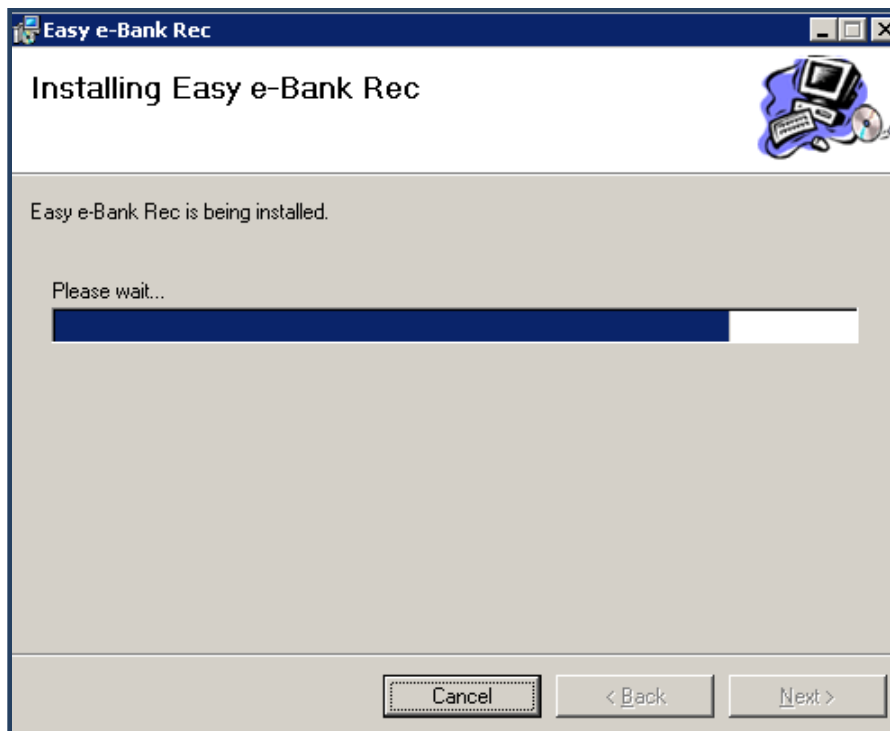 Easy e-Bank Rec
Installing Easy e-Bank Rec
Easy e-Bank Rec is being installed.
Please wait...
Cancel
< Back
Next >